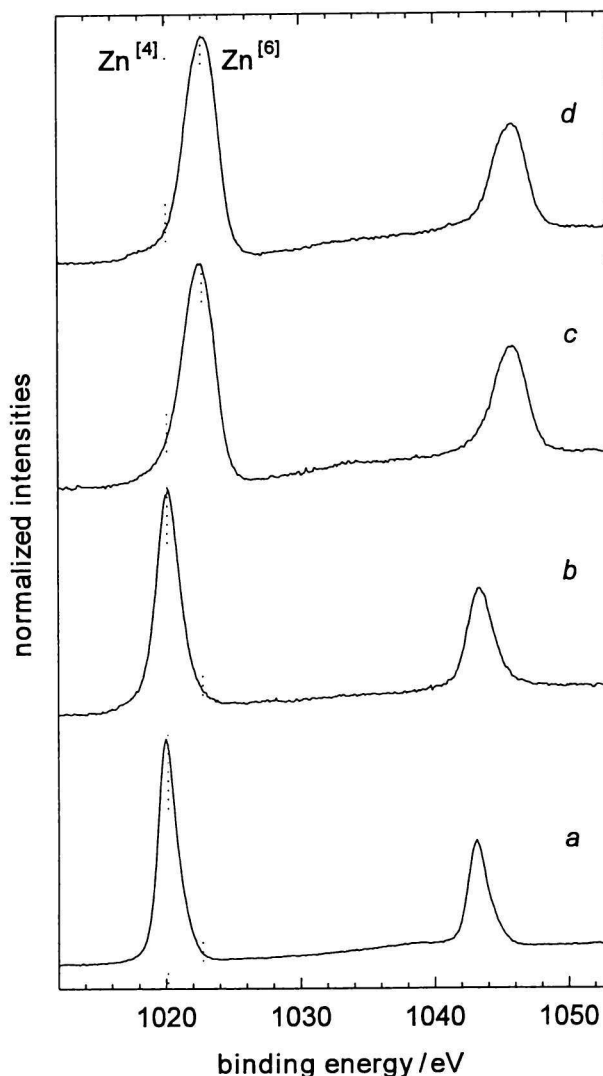 Zn[4] Zn[6]
d
c
b
a
normalized intensities
1020 1030 1040 1050
binding energy / eV